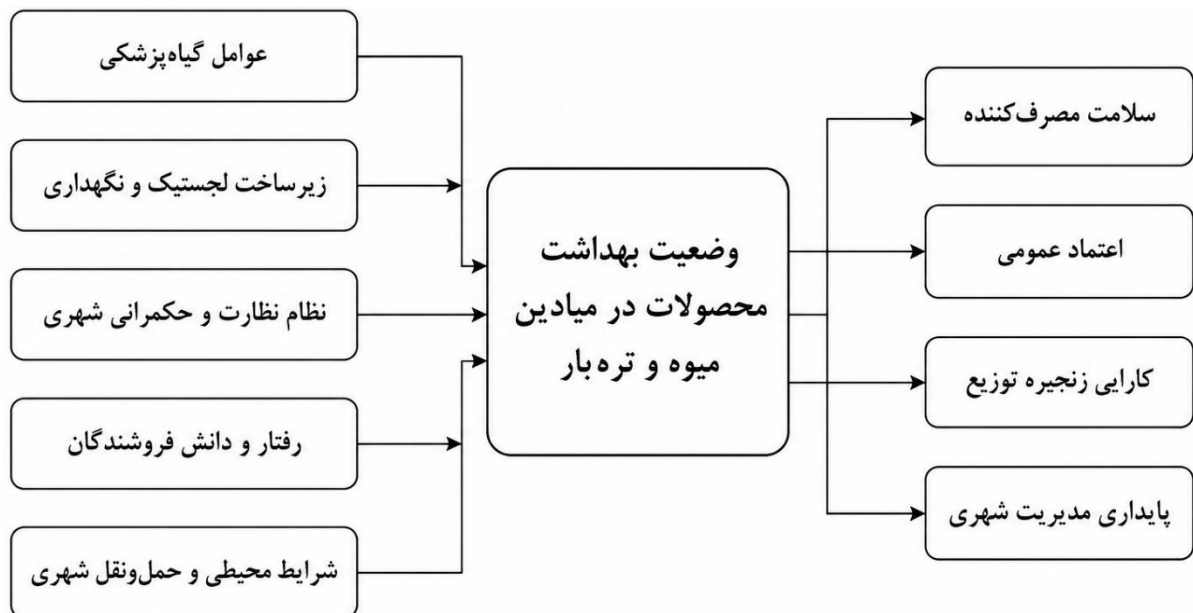 عوامل گیاه‌پزشکی
زیرساخت لجستیک و نگهداری
نظام نظارت و حکمرانی شهری
رفتار و دانش فروشندگان
شرایط محیطی و حمل‌ونقل شهری
وضعیت بهداشت
محصولات در میادین
میوه و تره‌بار
سلامت مصرف‌کننده
اعتماد عمومی
کارایی زنجیره توزیع
پایداری مدیریت شهری